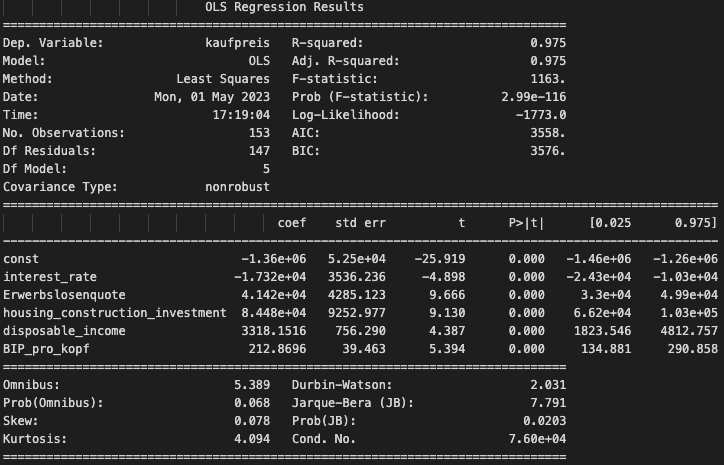 OLS Regression Results
==============================================================================
Dep. Variable:              kaufpreis   R-squared:                       0.975
Model:                            OLS   Adj. R-squared:                  0.975
Method:                 Least Squares   F-statistic:                     1163.
Date:                Mon, 01 May 2023   Prob (F-statistic):          2.99e-116
Time:                        17:19:04   Log-Likelihood:                -1773.0
No. Observations:                 153   AIC:                             3558.
Df Residuals:                     147   BIC:                             3576.
Df Model:                           5
Covariance Type:            nonrobust
===================================================================================================
                                      coef    std err          t      P>|t|      [0.025      0.975]
---------------------------------------------------------------------------------------------------
const                            -1.36e+06   5.25e+04    -25.919      0.000   -1.46e+06   -1.26e+06
interest_rate                   -1.732e+04   3536.236     -4.898      0.000   -2.43e+04   -1.03e+04
Erwerbslosenquote                4.142e+04   4285.123      9.666      0.000     3.3e+04    4.99e+04
housing_construction_investment  8.448e+04   9252.977      9.130      0.000    6.62e+04    1.03e+05
disposable_income                3318.1516    756.290      4.387      0.000    1823.546    4812.757
BIP_pro_kopf                      212.8696     39.463      5.394      0.000     134.881     290.858
==============================================================================
Omnibus:                        5.389   Durbin-Watson:                   2.031
Prob(Omnibus):                  0.068   Jarque-Bera (JB):                7.791
Skew:                           0.078   Prob(JB):                       0.0203
Kurtosis:                       4.094   Cond. No.                     7.60e+04
==============================================================================